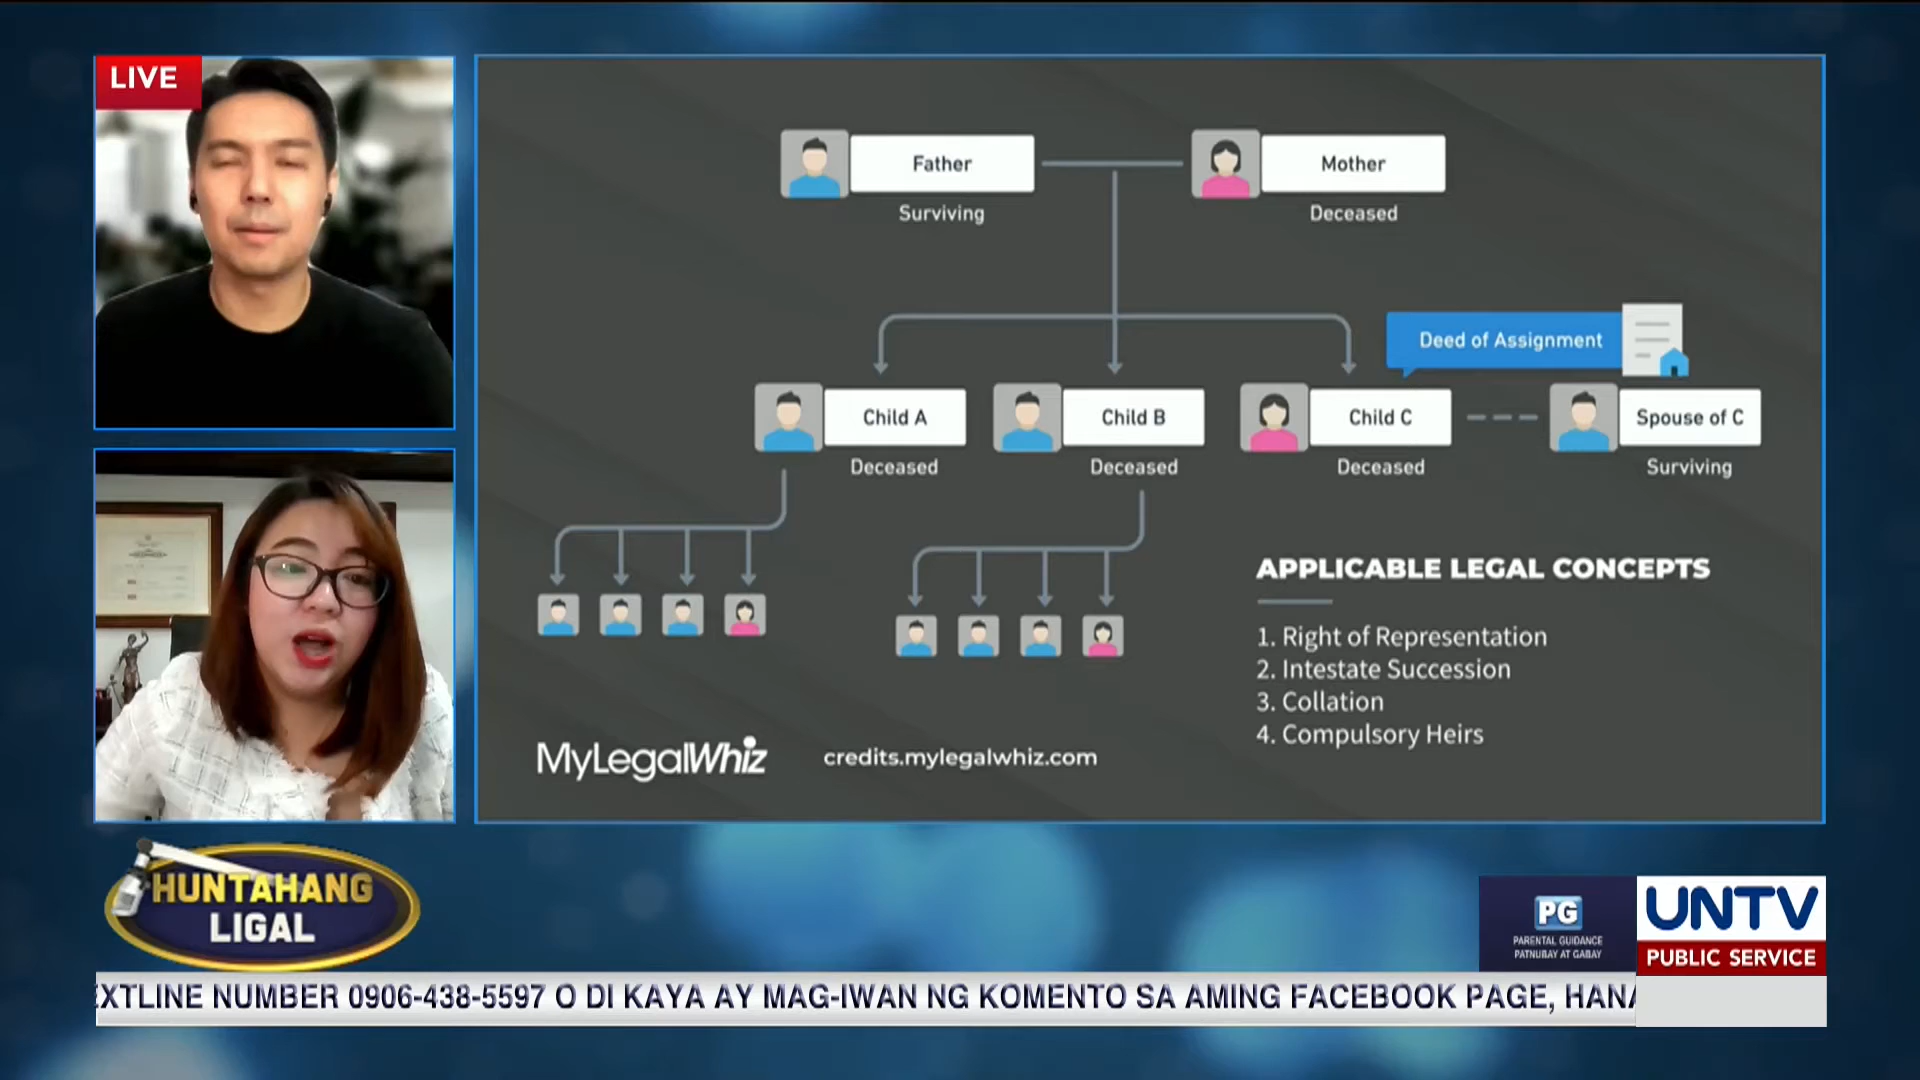 LIVE
Father
Surviving
Mother
Deceased
Deed of Assignment
Child A
Deceased
Child B
Deceased
Child C
Deceased
Spouse of C
Surviving
APPLICABLE LEGAL CONCEPTS
1. Right of Representation
2. Intestate Succession
3. Collation
4. Compulsory Heirs
MyLegalWhiz
credits.mylegalwhiz.com
HUNTAHANG
LIGAL
PG
PARENTAL GUIDANCE
PATNUBAY AT GABAY
UNTV
PUBLIC SERVICE
EXTLINE NUMBER 0906-438-5597 O DI KAYA AY MAG-IWAN NG KOMENTO SA AMING FACEBOOK PAGE, HANA